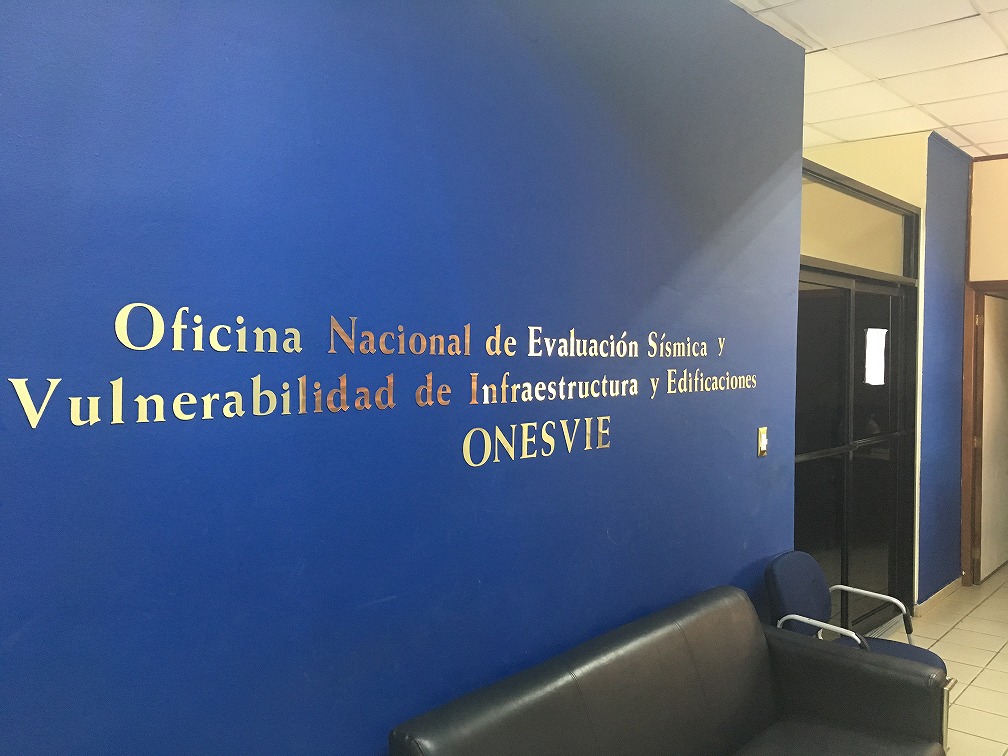 Oficina Nacional de Evaluación Sísmica y
Vulnerabilidad de Infraestructura y Edificaciones
ONESVIE